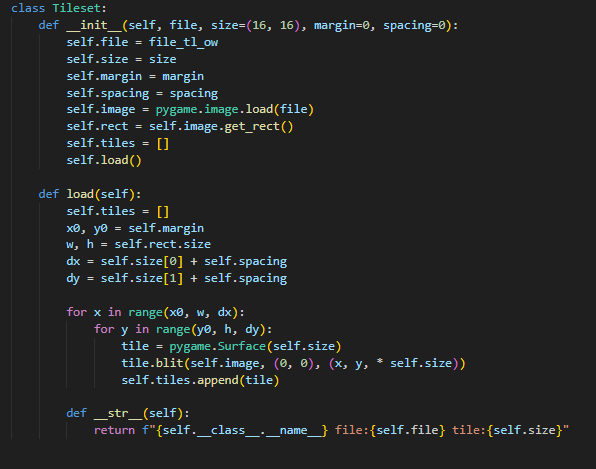 class Tileset:
    def __init__(self, file, size=(16, 16), margin=0, spacing=0):
        self.file = file_tl_ow
        self.size = size
        self.margin = margin
        self.spacing = spacing
        self.image = pygame.image.load(file)
        self.rect = self.image.get_rect()
        self.tiles = []
        self.load()

    def load(self):
        self.tiles = []
        x0, y0 = self.margin
        w, h = self.rect.size
        dx = self.size[0] + self.spacing
        dy = self.size[1] + self.spacing

        for x in range(x0, w, dx):
            for y in range(y0, h, dy):
                tile = pygame.Surface(self.size)
                tile.blit(self.image, (0, 0), (x, y, * self.size))
                self.tiles.append(tile)

        def __str__(self):
            return f"{self.__class__.__name__} file:{self.file} tile:{self.size}"